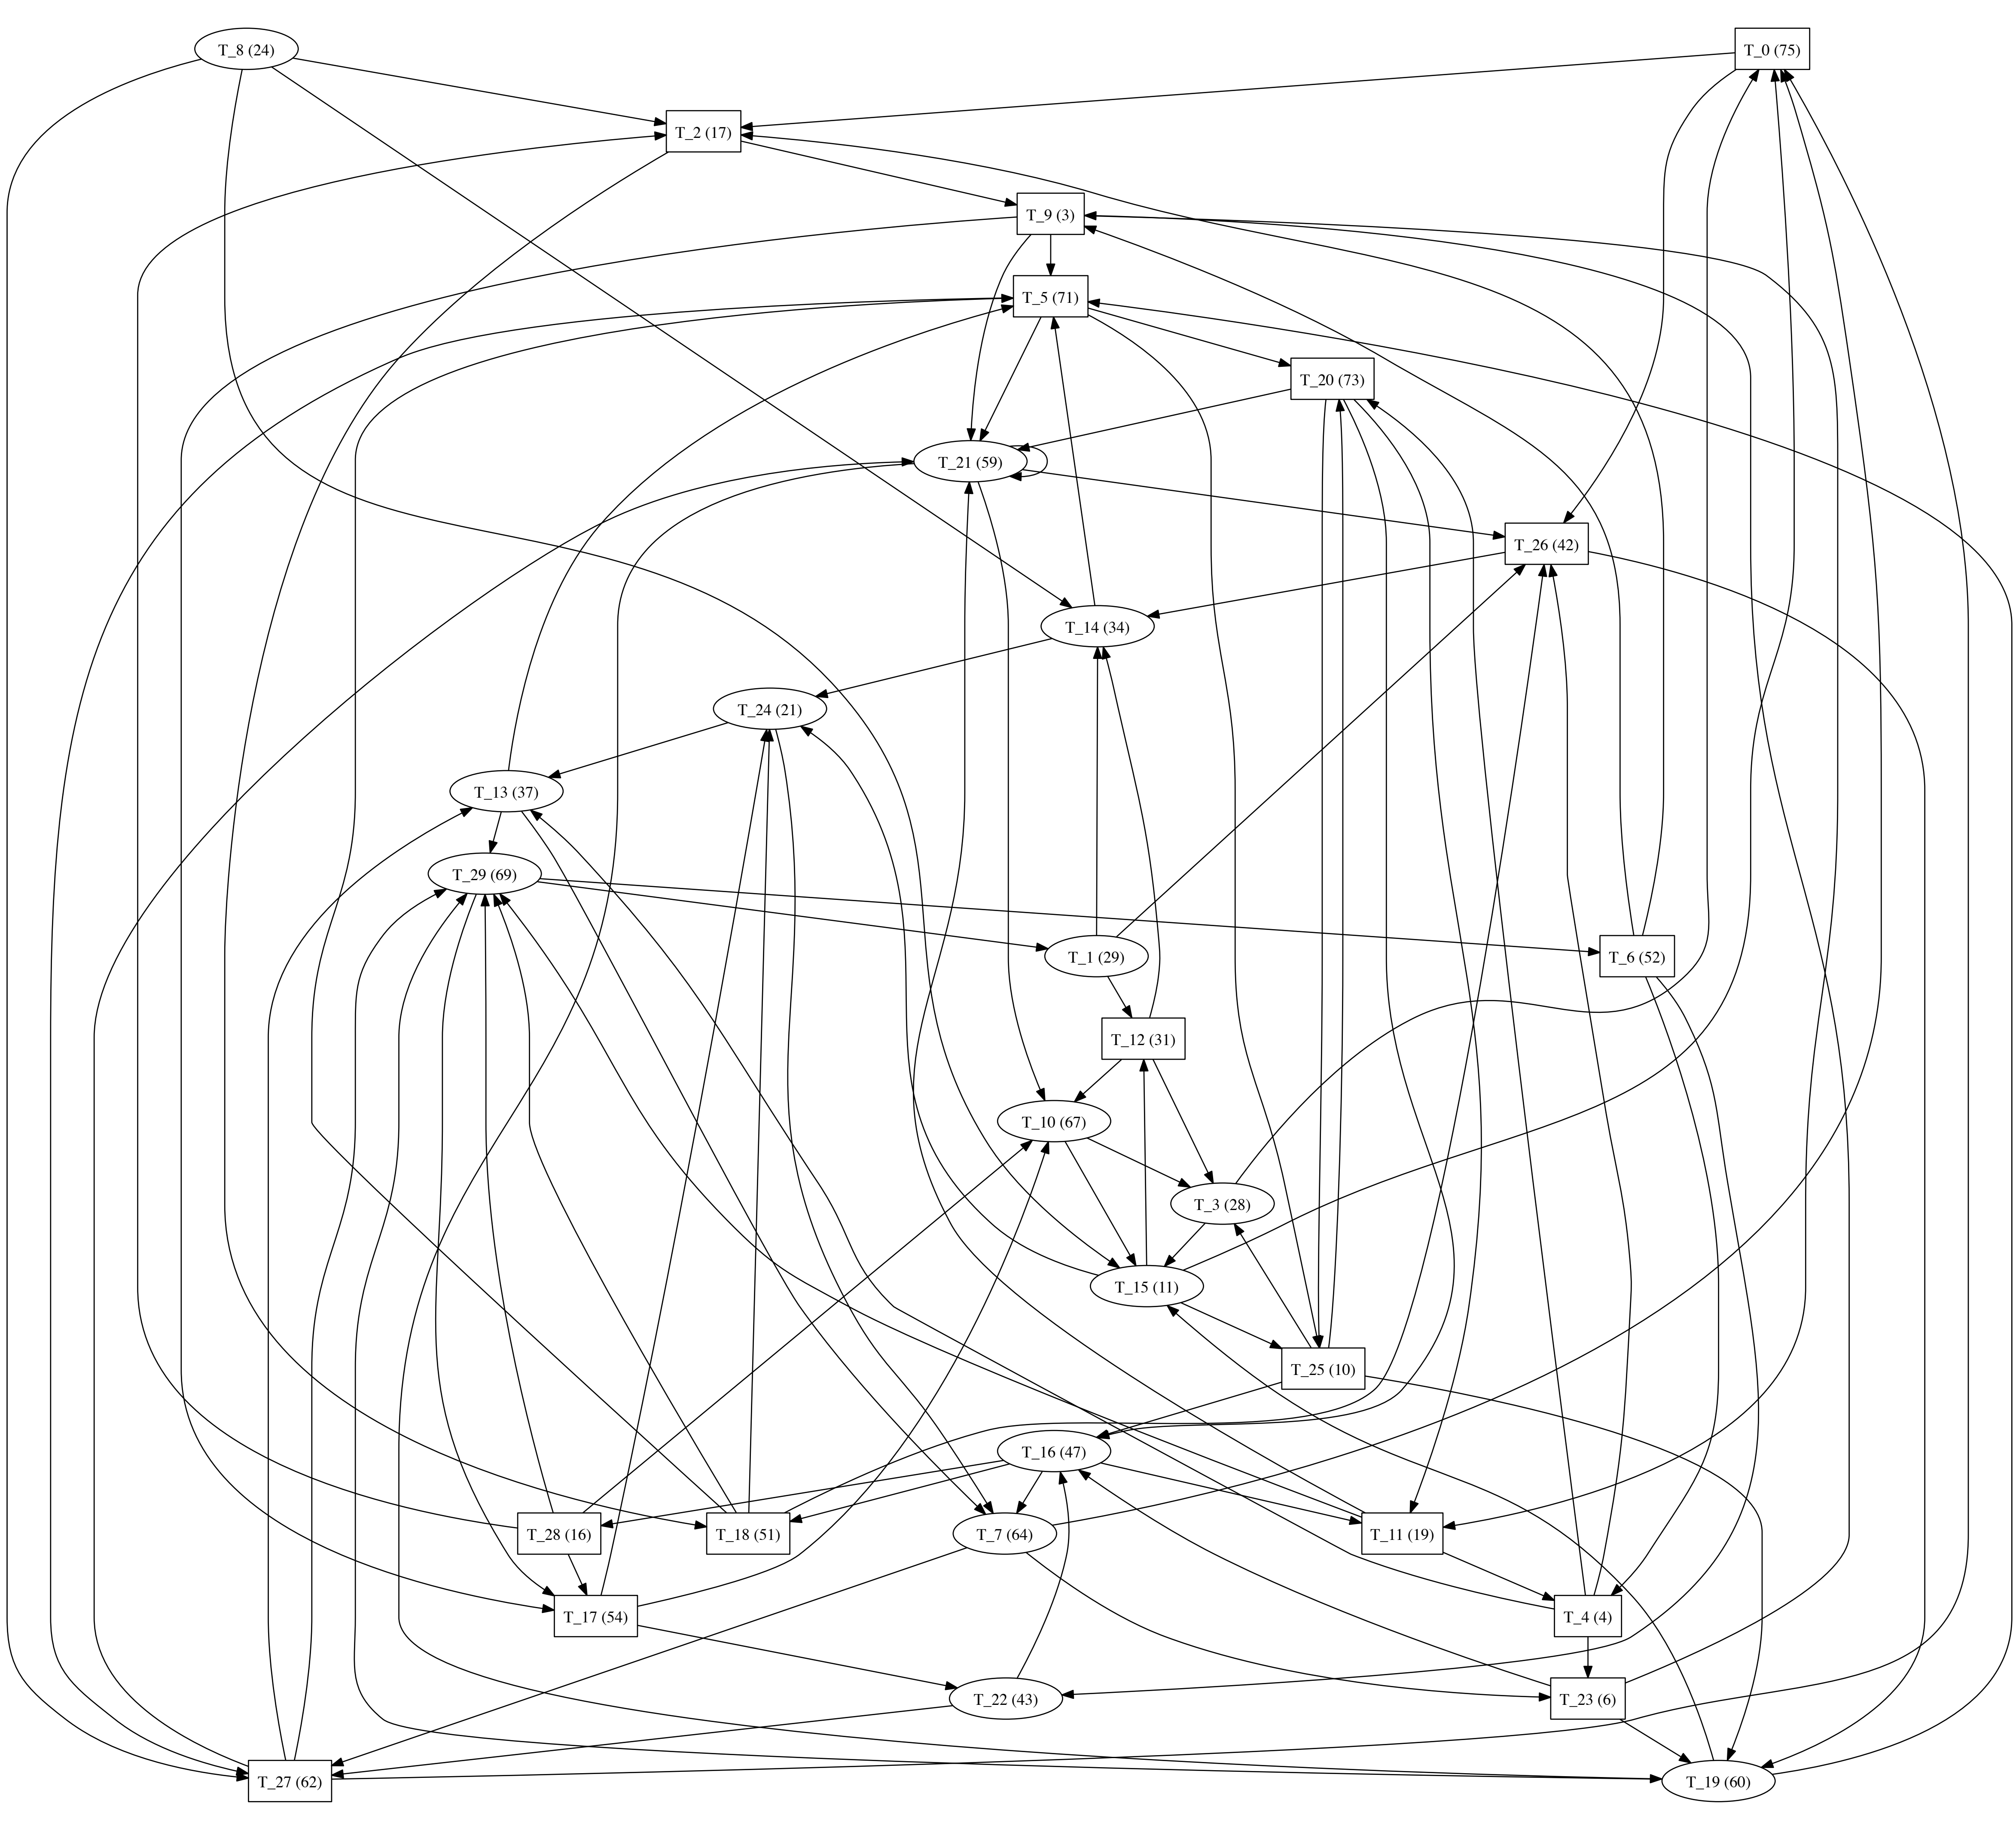 T_8 (24)
T_0 (75)
T_2 (17)
T_9 (3)
T_5 (71)
T_20 (73)
T_21 (59)
T_26 (42)
T_14 (34)
T_24 (21)
T_13 (37)
T_29 (69)
T_1 (29)
T_6 (52)
T_12 (31)
T_10 (67)
T_3 (28)
T_15 (11)
T_25 (10)
T_16 (47)
T_28 (16)
T_18 (51)
T_7 (64)
T_11 (19)
T_17 (54)
T_4 (4)
T_22 (43)
T_23 (6)
T_27 (62)
T_19 (60)